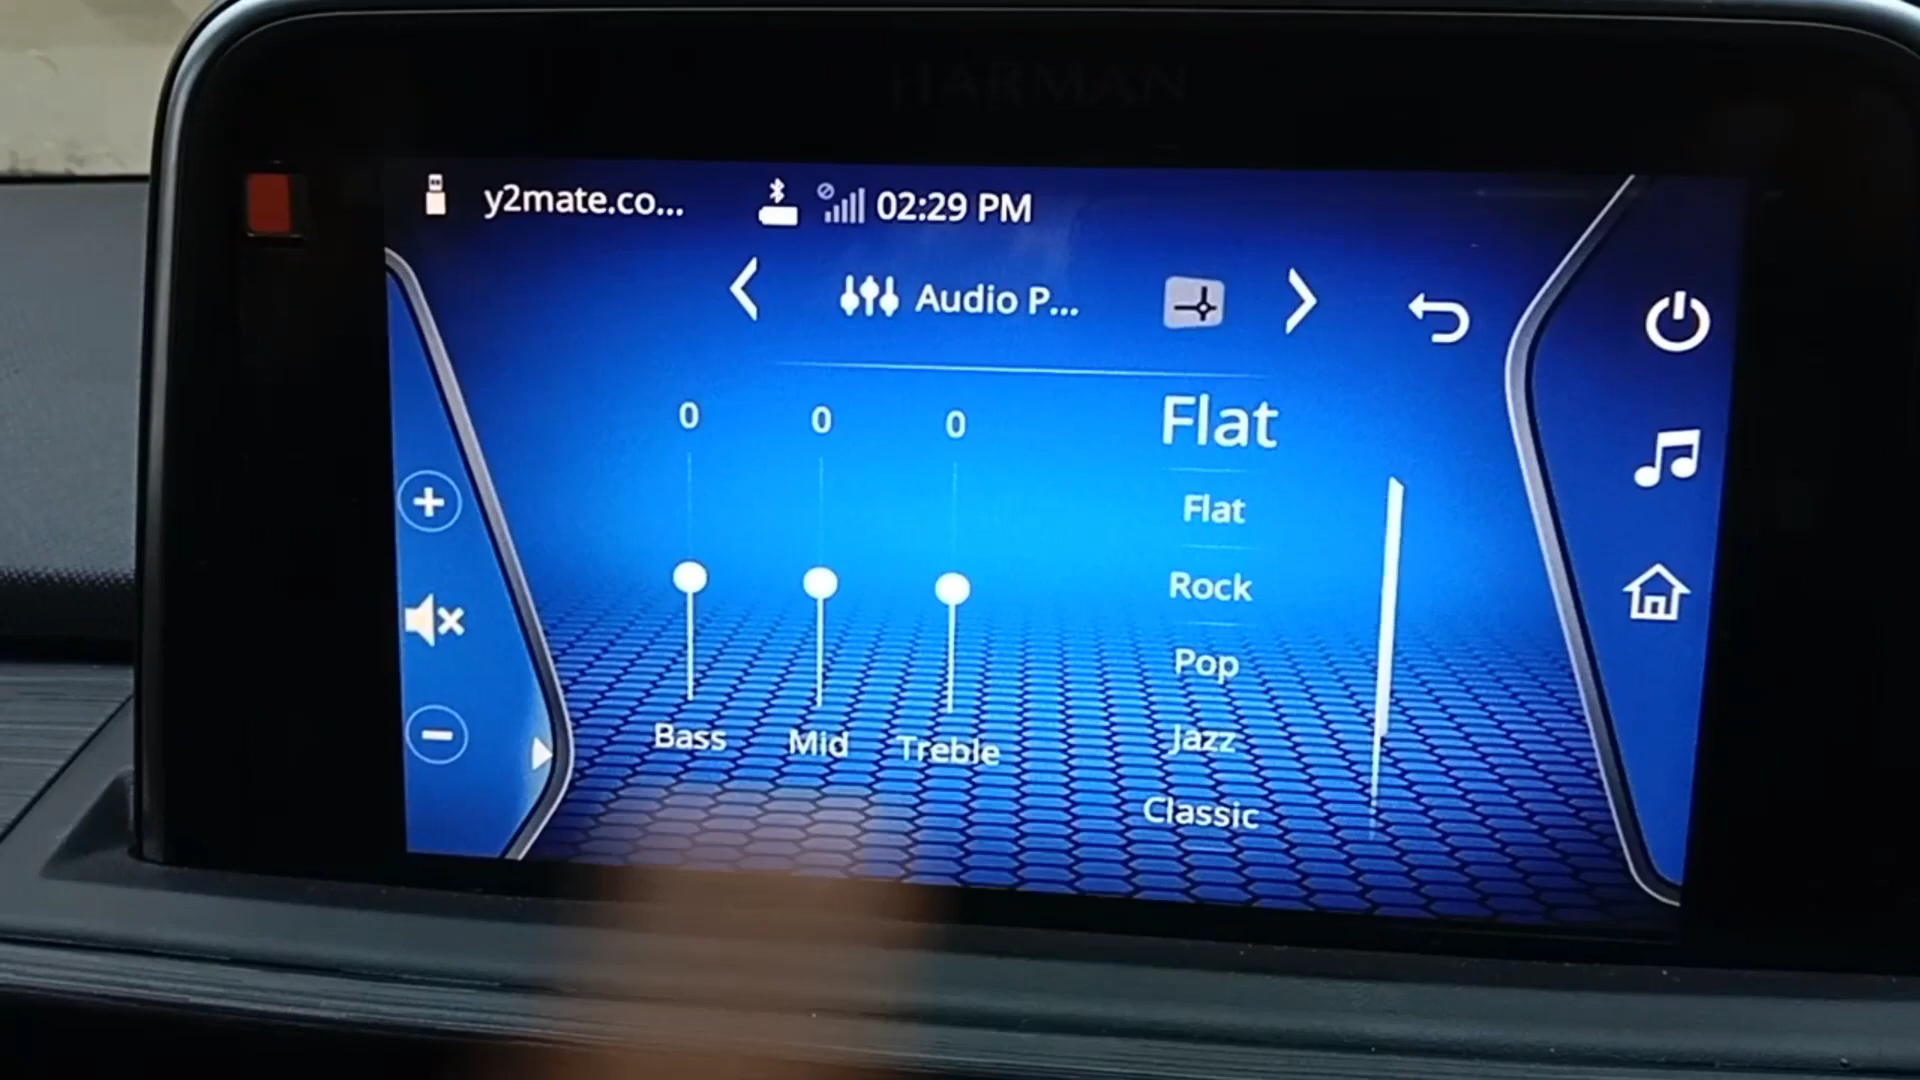 HARMAN
y2mate.co... 02:29 PM
Audio P...
0 0 0
Flat
Flat
Rock
Pop
Jazz
Classic
Bass Mid Treble